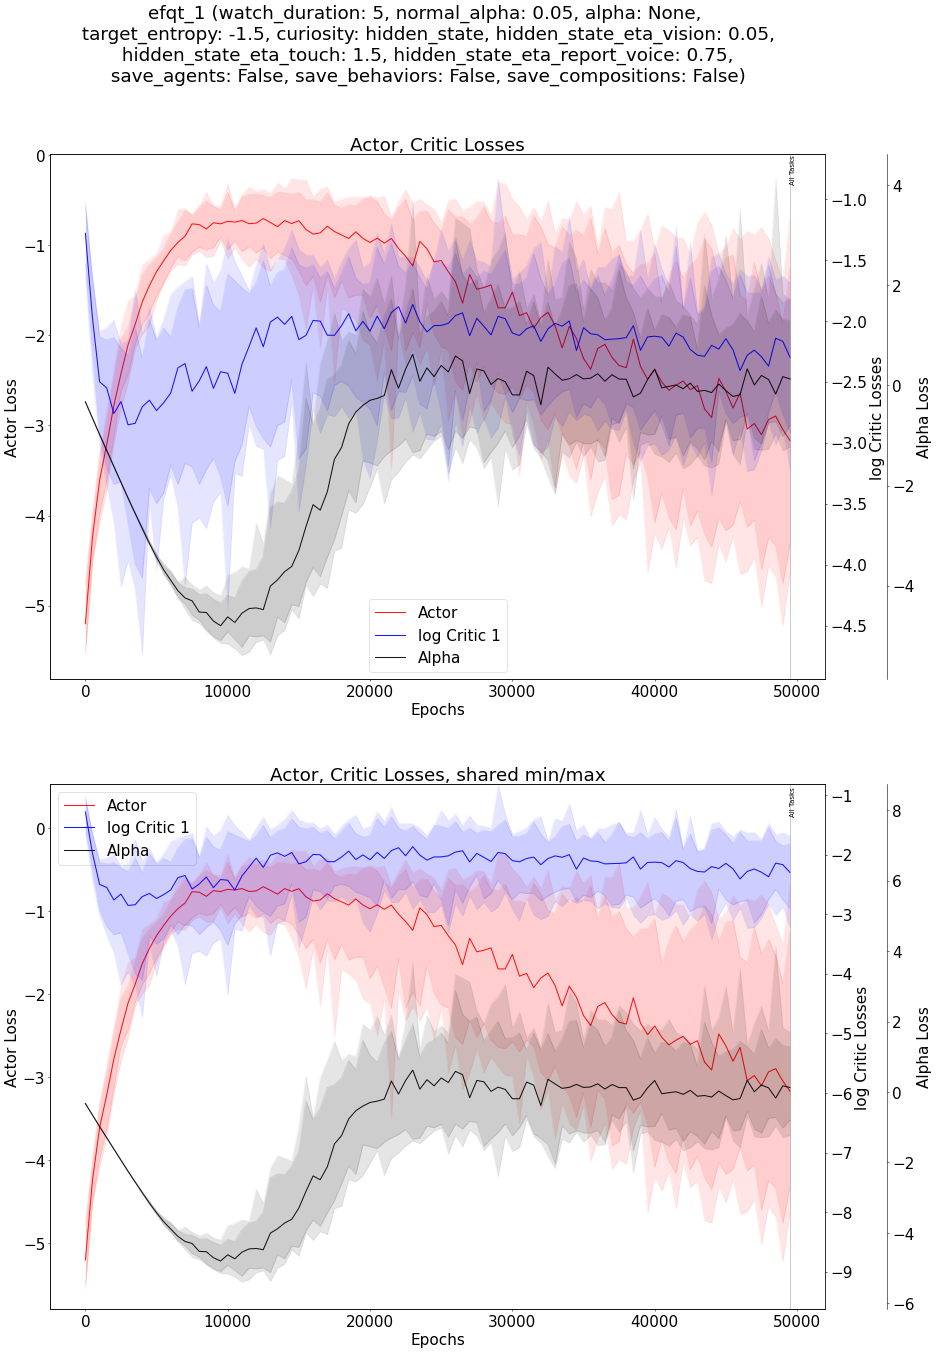 efqt_1 (watch_duration: 5, normal_alpha: 0.05, alpha: None,
target_entropy: -1.5, curiosity: hidden_state, hidden_state_eta_vision: 0.05,
hidden_state_eta_touch: 1.5, hidden_state_eta_report_voice: 0.75,
save_agents: False, save_behaviors: False, save_compositions: False)
Actor, Critic Losses
0
−1
−2
−3
−4
−5
Actor Loss
All Tasks
−1.0
−1.5
−2.0
−2.5
−3.0
−3.5
−4.0
−4.5
log Critic Losses
4
2
0
−2
−4
Alpha Loss
Actor
log Critic 1
Alpha
0
10000
20000
30000
40000
50000
Epochs
Actor, Critic Losses, shared min/max
0
−1
−2
−3
−4
−5
Actor Loss
Actor
log Critic 1
Alpha
All Tasks
−1
−2
−3
−4
−5
−6
−7
−8
−9
log Critic Losses
8
6
4
2
0
−2
−4
−6
Alpha Loss
0
10000
20000
30000
40000
50000
Epochs